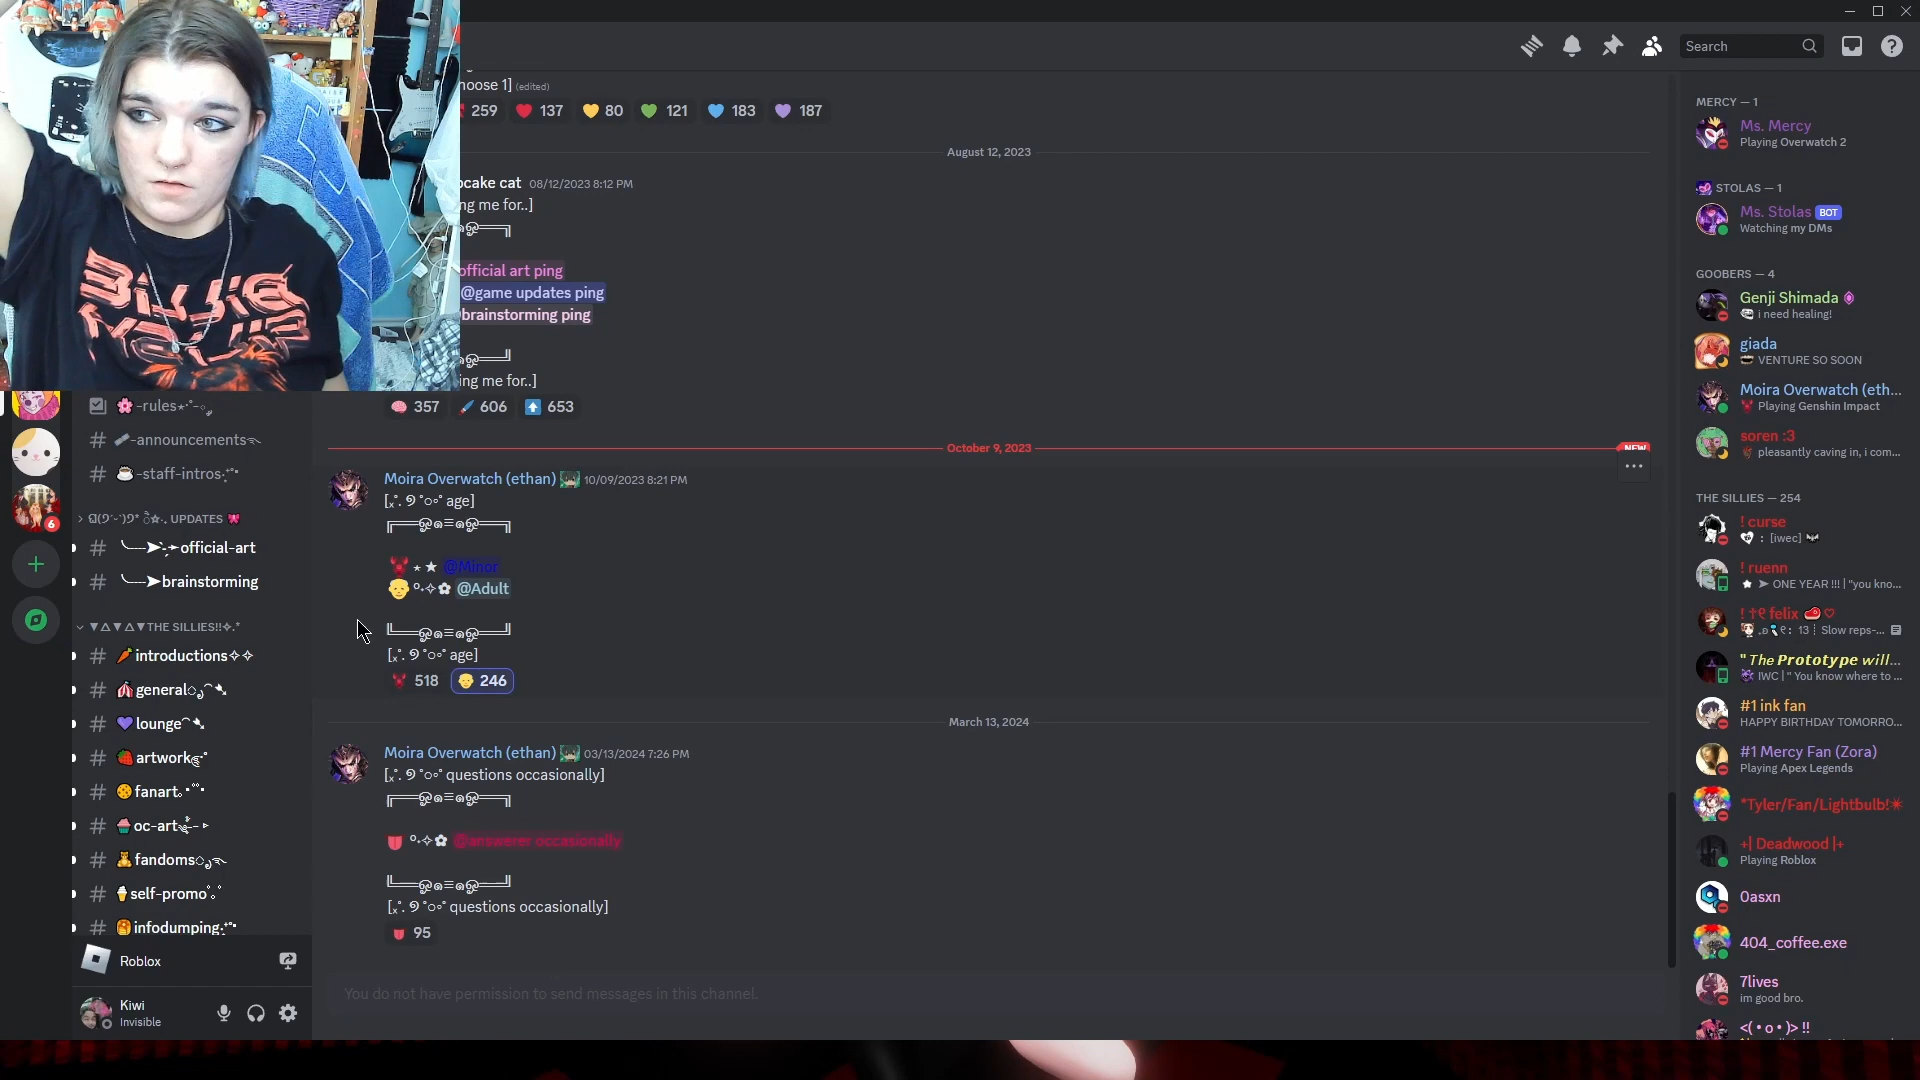 Search
hoose 1] (edited)
259 137 80 121 183 187
August 12, 2023
cake cat 08/12/2023 8:12 PM
ng me for..]
official art ping
@game updates ping
brainstorming ping
ing me for..]
357 606 653
October 9, 2023
NEW
Moira Overwatch (ethan) 10/09/2023 8:21 PM
age]
@Minor
@Adult
age]
518 246
March 13, 2024
Moira Overwatch (ethan) 03/13/2024 7:26 PM
questions occasionally]
@answerer occasionally
questions occasionally]
95
You do not have permission to send messages in this channel.
-rules
-announcements
-staff-intros
6
UPDATES
official-art
brainstorming
THE SILLIES!!
introductions
general
lounge
artwork
fanart
oc-art
fandoms
self-promo
infodumping
Roblox
Kiwi
Invisible
MERCY — 1
Ms. Mercy
Playing Overwatch 2
STOLAS — 1
Ms. Stolas BOT
Watching my DMs
GOOBERS — 4
Genji Shimada
i need healing!
giada
VENTURE SO SOON
Moira Overwatch (eth...
Playing Genshin Impact
soren :3
pleasantly caving in, i com...
THE SILLIES — 254
! curse
: [iwec]
! ruenn
ONE YEAR !!! | "you kno...
felix
13 ┊ Slow reps-...
" The Prototype will...
IWC | " You know where to ...
#1 ink fan
HAPPY BIRTHDAY TOMORRO...
#1 Mercy Fan (Zora)
Playing Apex Legends
*Tyler/Fan/Lightbulb!
+| Deadwood |+
Playing Roblox
0asxn
404_coffee.exe
7lives
im good bro.
<( • o • )> !!